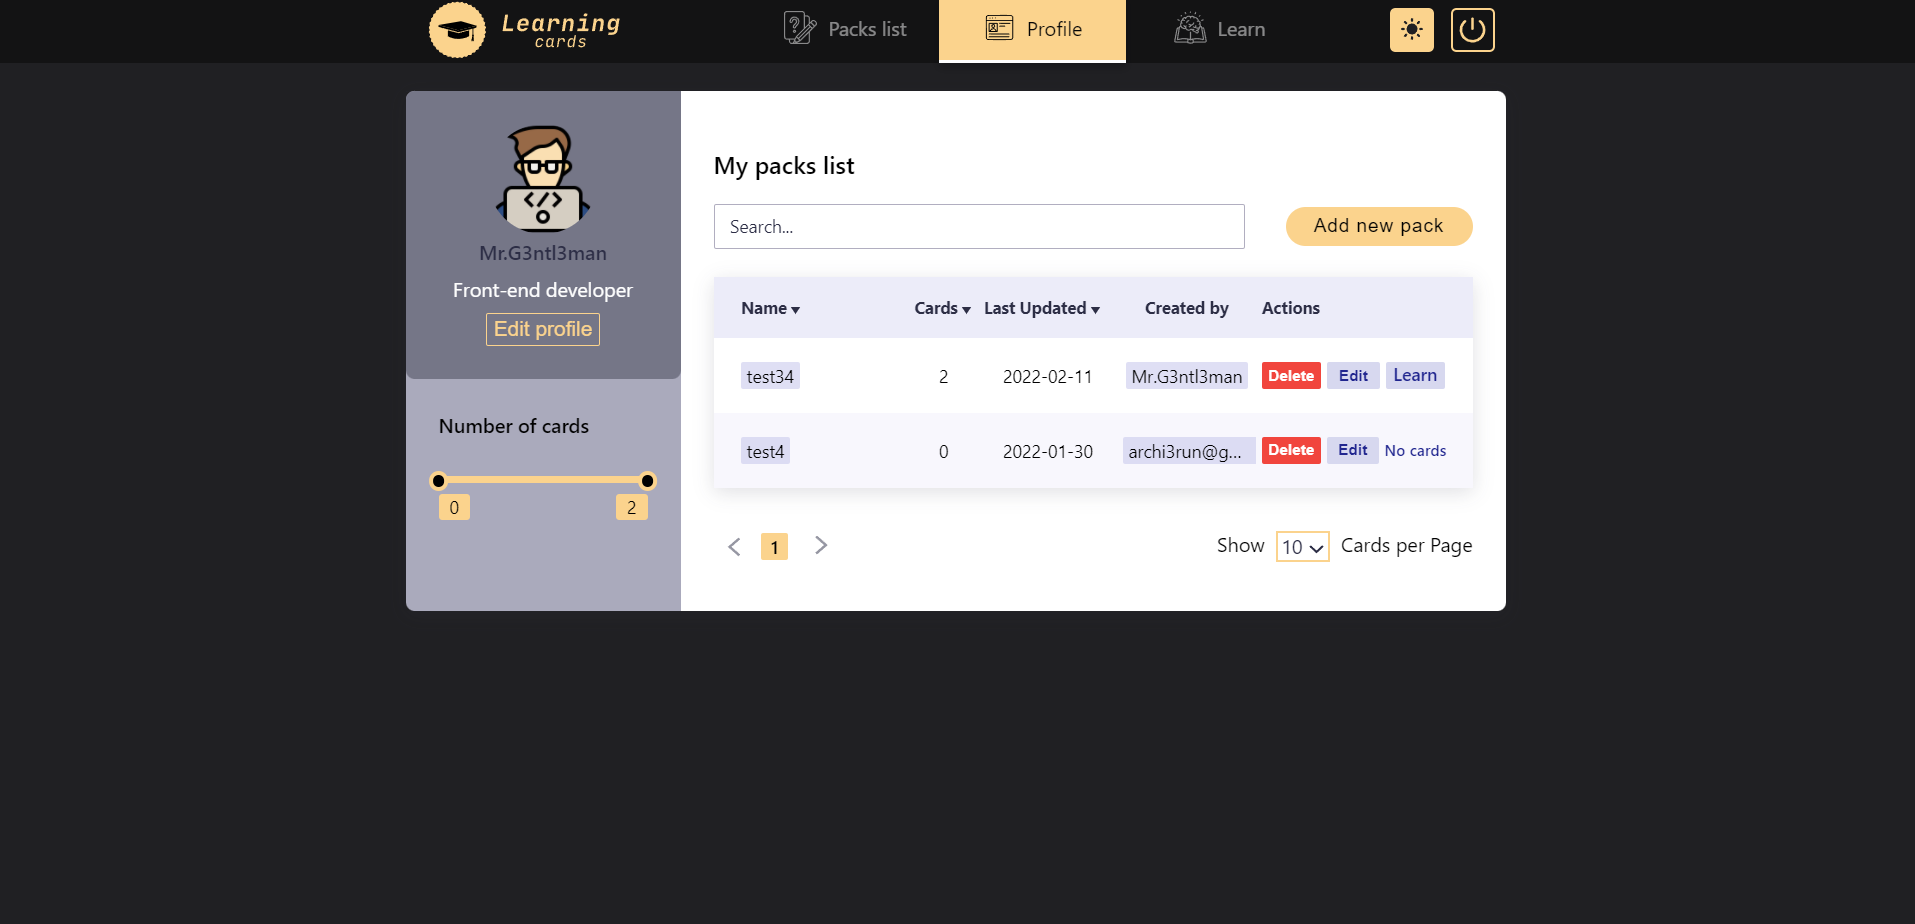 Learning
cards
Packs list
Profile
Learn
Mr.G3ntl3man
Front-end developer
Edit profile
Number of cards
0
2
My packs list
Search...
Add new pack
Name Cards Last Updated Created by Actions
test34 2 2022-02-11 Mr.G3ntl3man Delete Edit Learn
test4 0 2022-01-30 archi3run@g... Delete Edit No cards
1
Show 10 Cards per Page